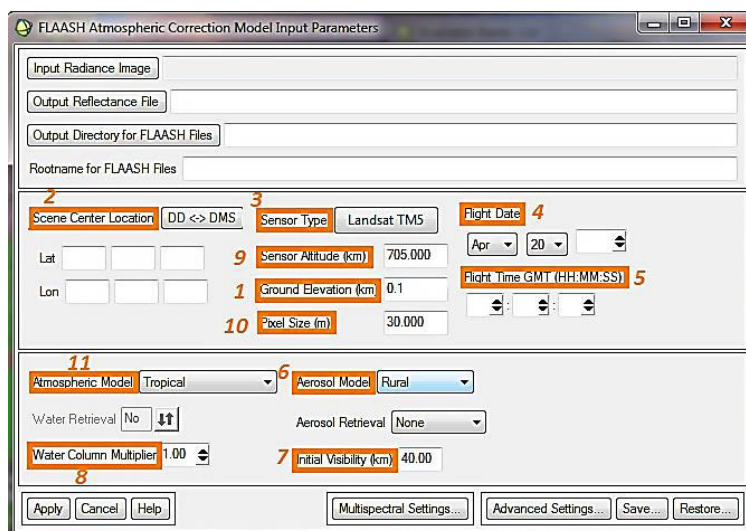 FLAASH Atmospheric Correction Model Input Parameters
Input Radiance Image
Output Reflectance File
Output Directory for FLAASH Files
Rootname for FLAASH Files
2 3
Scene Center Location DD <-> DMS Sensor Type Landsat TM5 Flight Date 4
Lat 9 Sensor Altitude (km) 705.000 Apr 20
Lon 1 Ground Elevation (km) 0.1 Flight Time GMT (HH:MM:SS) 5
10 Pixel Size (m) 30.000 : :
11
Atmospheric Model Tropical 6 Aerosol Model Rural
Water Retrieval No Aerosol Retrieval None
Water Column Multiplier 1.00 7 Initial Visibility (km) 40.00
8
Apply Cancel Help Multispectral Settings... Advanced Settings... Save... Restore...